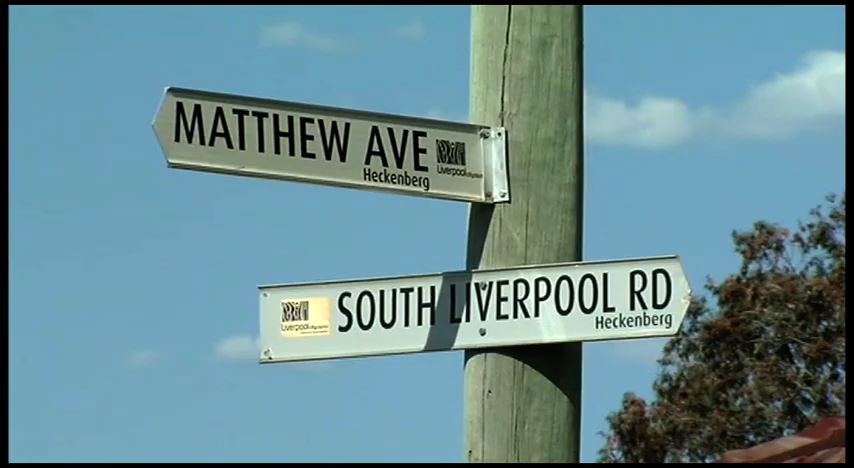 MATTHEW AVE
Heckenberg
Liverpool
SOUTH LIVERPOOL RD
Heckenberg
Liverpool